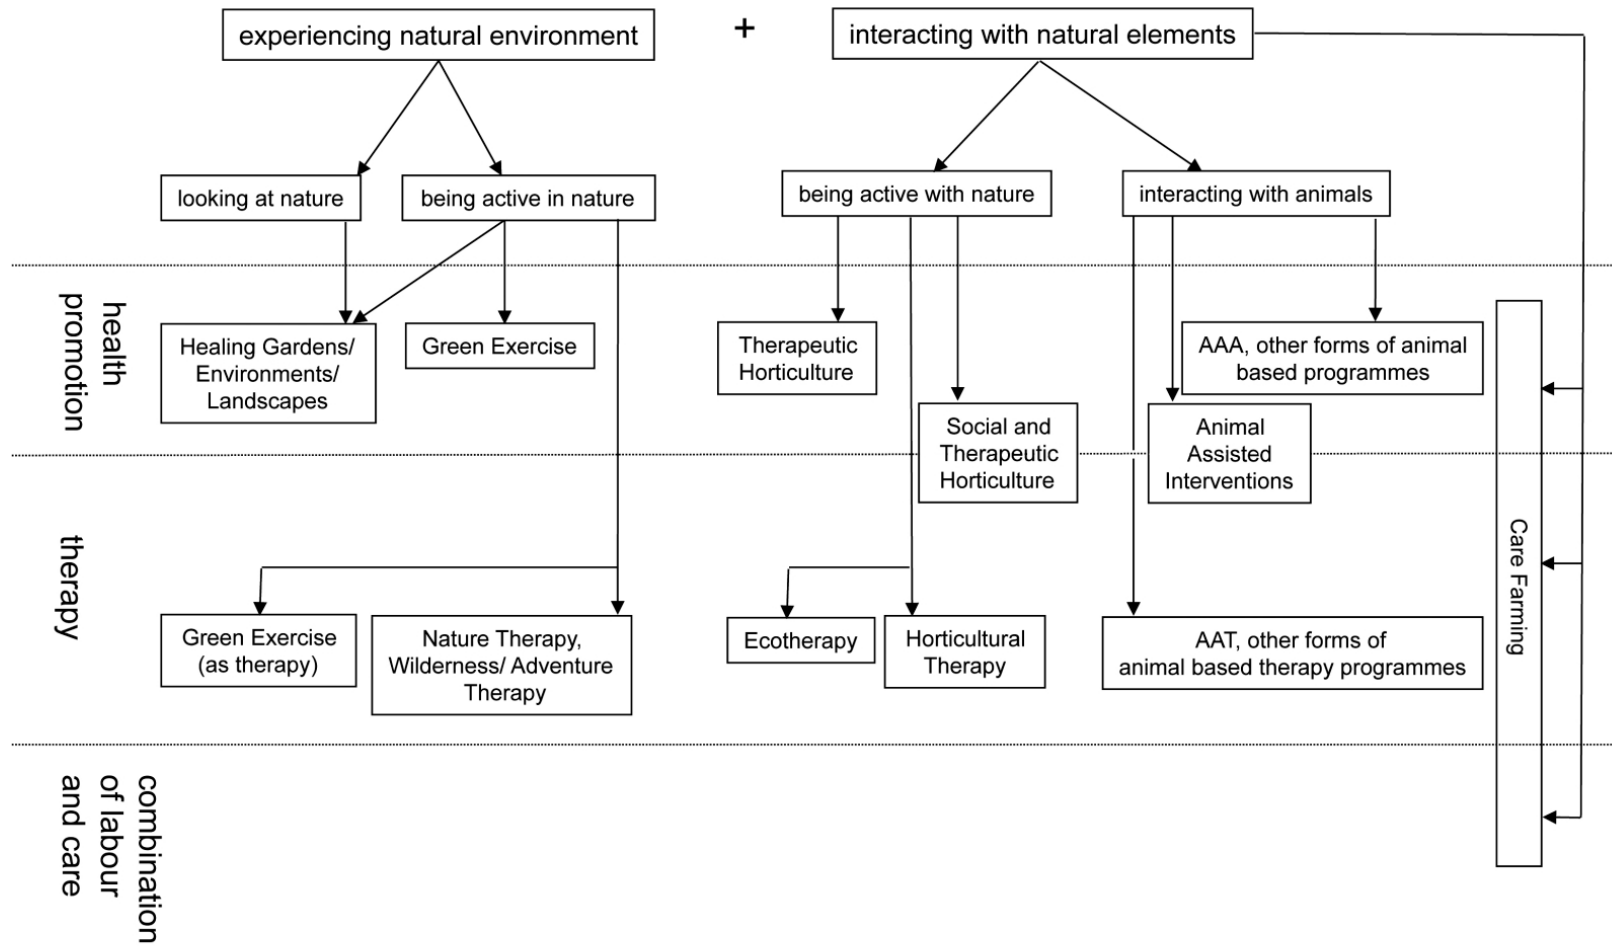 experiencing natural environment
+
interacting with natural elements
looking at nature
being active in nature
being active with nature
interacting with animals
health
promotion
Healing Gardens/
Environments/
Landscapes
Green Exercise
Therapeutic
Horticulture
AAA, other forms of animal
based programmes
Social and
Therapeutic
Horticulture
Animal
Assisted
Interventions
Care Farming
therapy
Green Exercise
(as therapy)
Nature Therapy,
Wilderness/ Adventure
Therapy
Ecotherapy
Horticultural
Therapy
AAT, other forms of
animal based therapy programmes
combination
of labour
and care